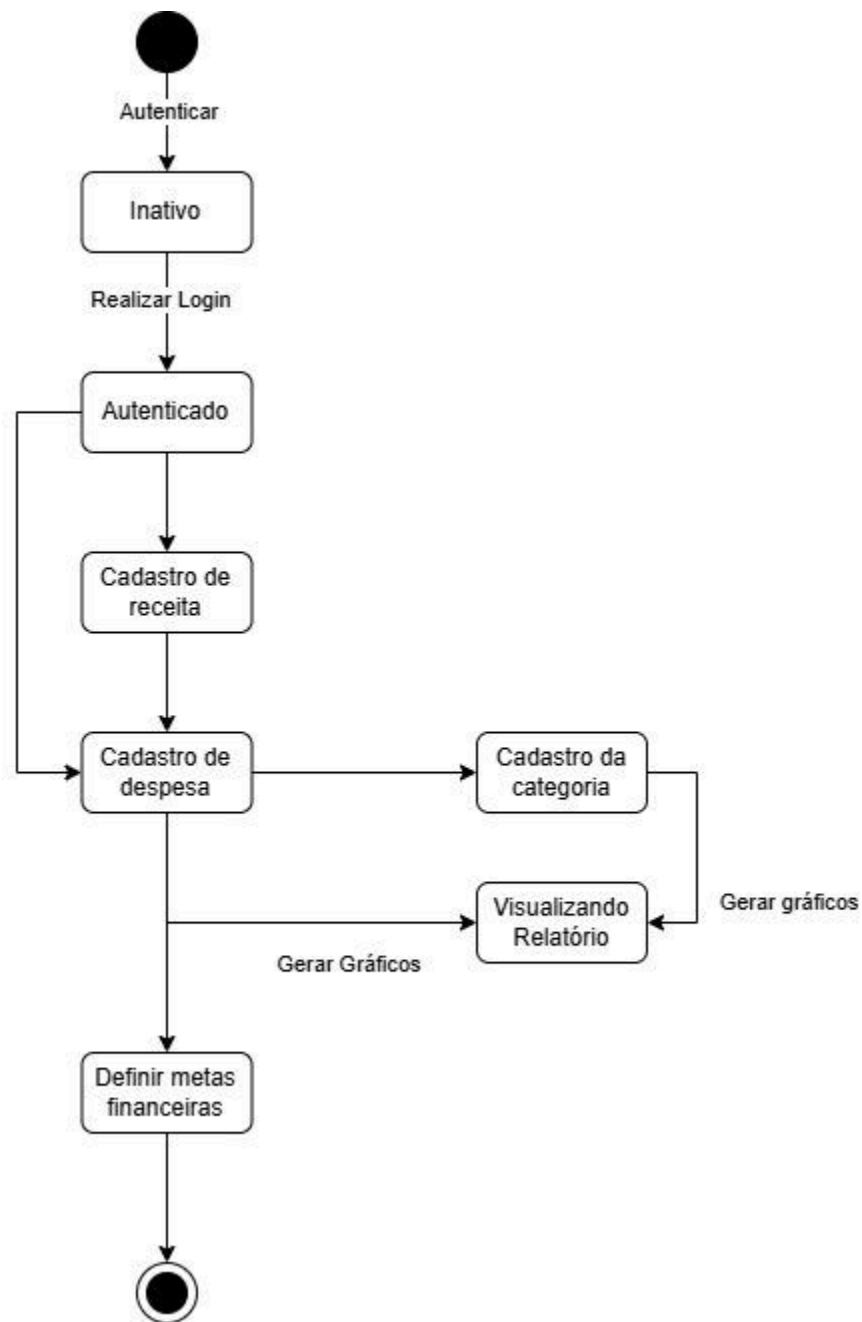 Autenticar
Inativo
Realizar Login
Autenticado
Cadastro de
receita
Cadastro de
despesa
Cadastro da
categoria
Visualizando
Relatório
Gerar gráficos
Gerar Gráficos
Definir metas
financeiras